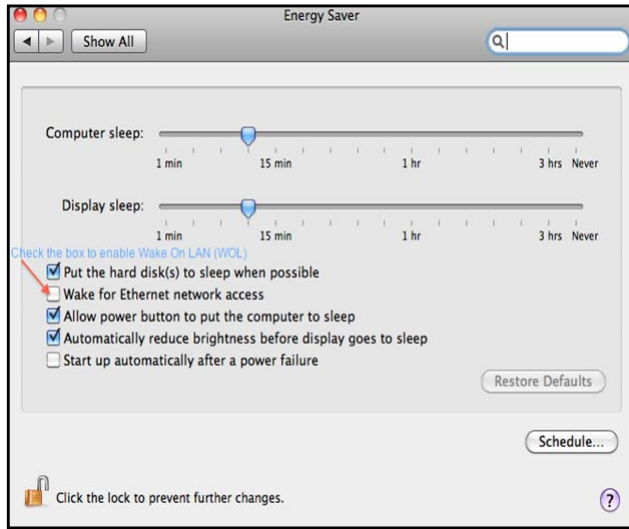 Energy Saver
Show All
Computer sleep:
1 min 15 min 1 hr 3 hrs Never
Display sleep:
1 min 15 min 1 hr 3 hrs Never
Check the box to enable Wake On LAN (WOL)
Put the hard disk(s) to sleep when possible
Wake for Ethernet network access
Allow power button to put the computer to sleep
Automatically reduce brightness before display goes to sleep
Start up automatically after a power failure
Restore Defaults
Schedule...
Click the lock to prevent further changes.
?